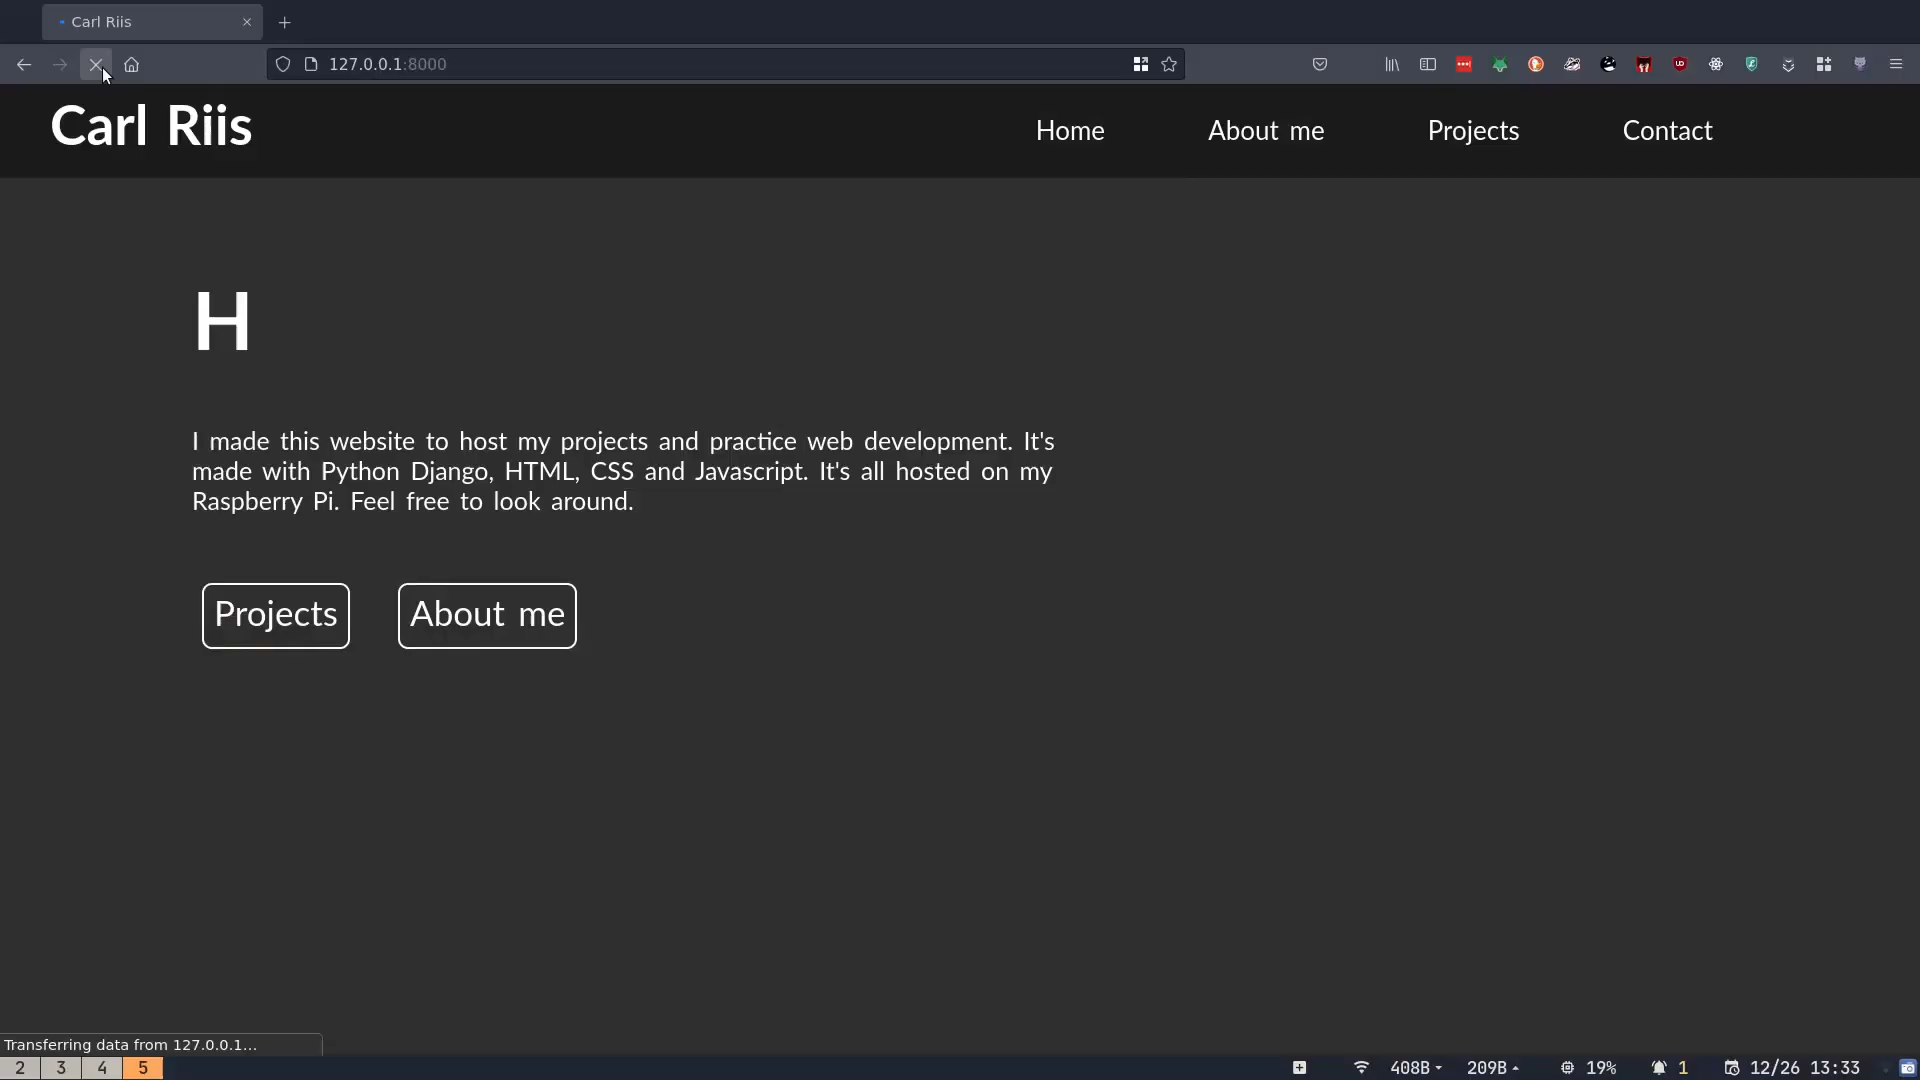 Carl Riis
127.0.0.1:8000
Carl Riis
Home
About me
Projects
Contact
H
I made this website to host my projects and practice web development. It's
made with Python Django, HTML, CSS and Javascript. It's all hosted on my
Raspberry Pi. Feel free to look around.
Projects
About me
Transferring data from 127.0.0.1…
2 3 4 5
408B 209B 19% 1 12/26 13:33